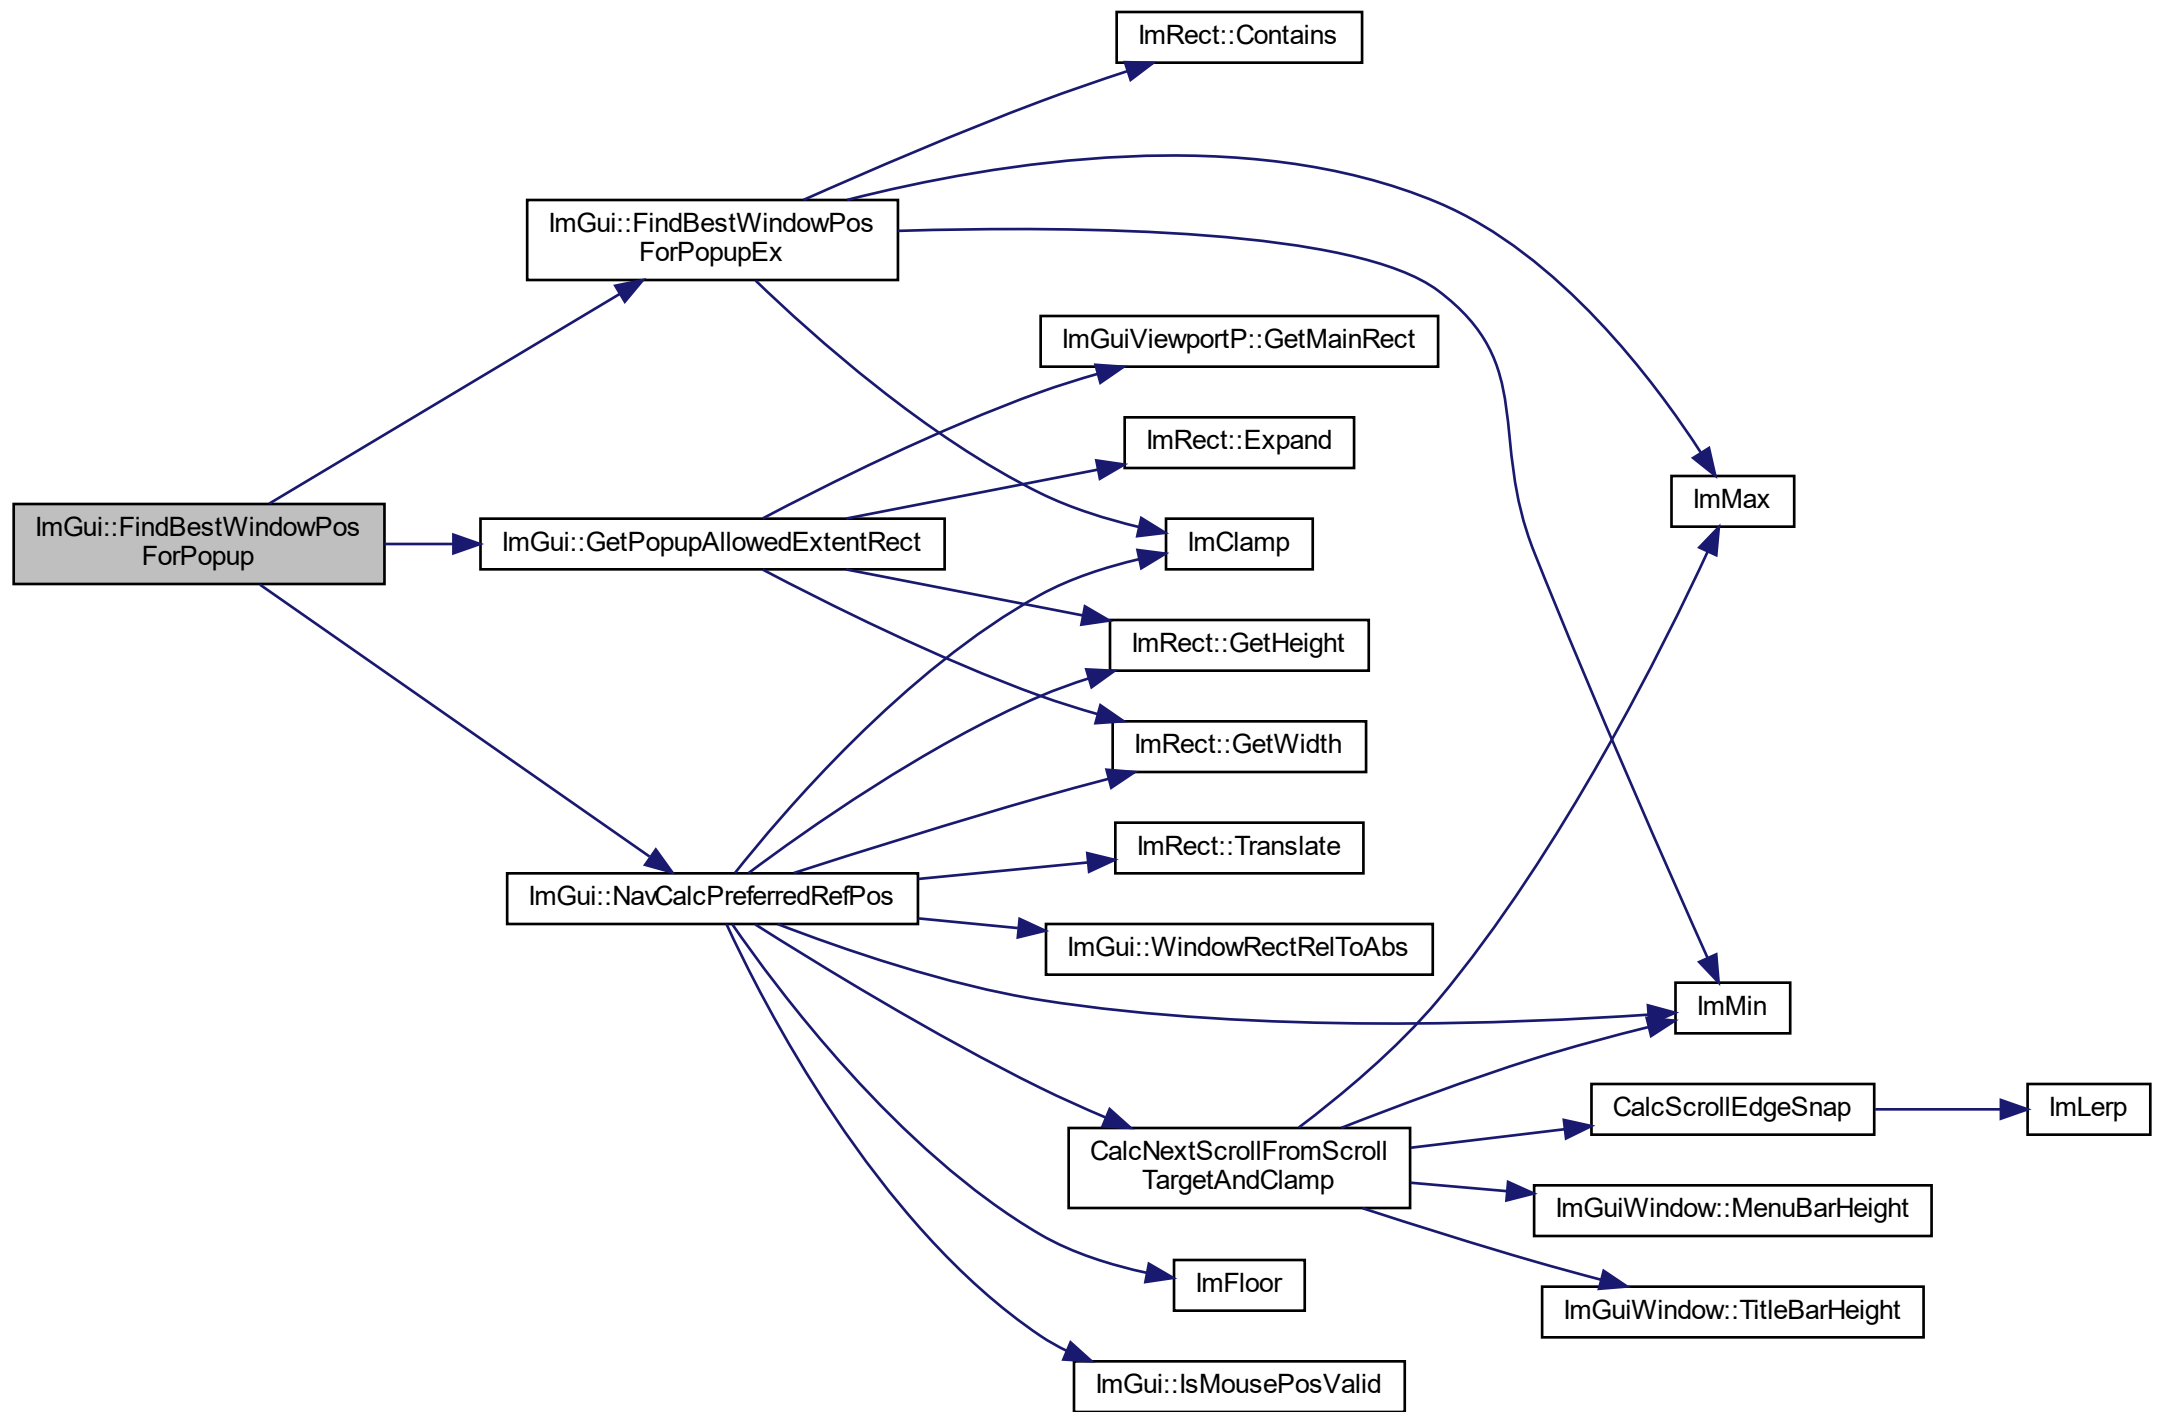 ImRect::Contains
ImGui::FindBestWindowPos
ForPopupEx
ImGuiViewportP::GetMainRect
ImRect::Expand
ImMax
ImGui::FindBestWindowPos
ForPopup
ImGui::GetPopupAllowedExtentRect
ImClamp
ImRect::GetHeight
ImRect::GetWidth
ImRect::Translate
ImGui::NavCalcPreferredRefPos
ImGui::WindowRectRelToAbs
ImMin
CalcScrollEdgeSnap
ImLerp
CalcNextScrollFromScroll
TargetAndClamp
ImGuiWindow::MenuBarHeight
ImFloor
ImGuiWindow::TitleBarHeight
ImGui::IsMousePosValid